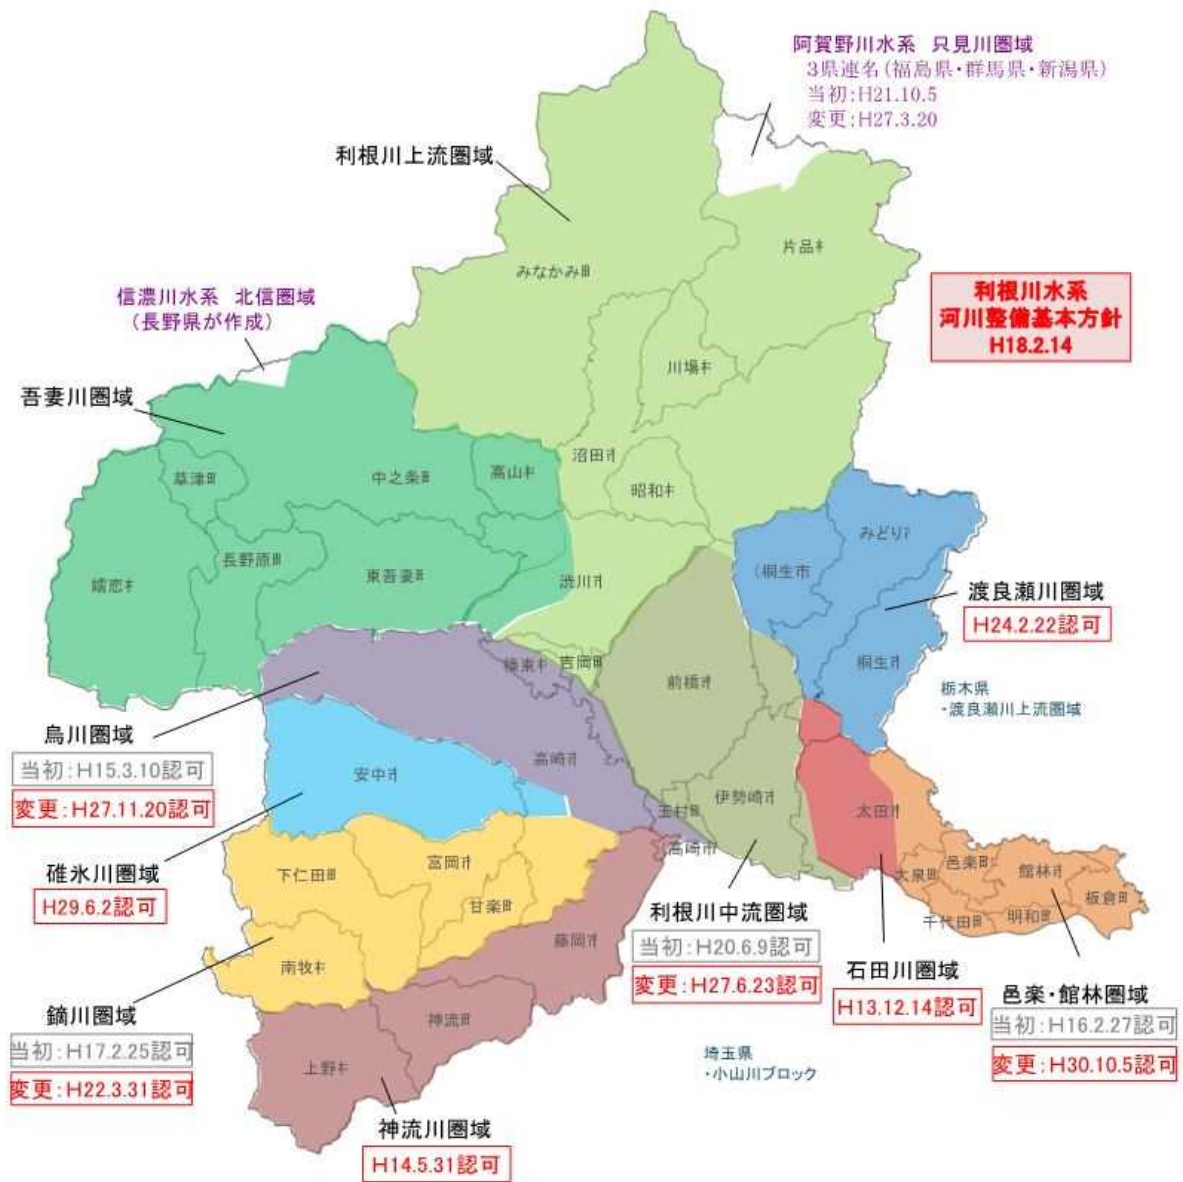 阿賀野川水系 只見川圏域
3県連名(福島県・群馬県・新潟県)
当初:H21.10.5
変更:H27.3.20
利根川上流圏域
片品村
みなかみ町
利根川水系
河川整備基本方針
H18.2.14
信濃川水系 北信圏域
(長野県が作成)
川場村
吾妻川圏域
沼田市
草津町
中之条町
高山村
昭和村
みどり市
長野原町
東吾妻町
渋川市
(桐生市
嬬恋村
渡良瀬川圏域
H24.2.22認可
榛東村
吉岡町
前橋市
桐生市
栃木県
・渡良瀬川上流圏域
烏川圏域
当初:H15.3.10認可
変更:H27.11.20認可
安中市
高崎市
伊勢崎市
玉村町
太田市
高崎市
碓氷川圏域
H29.6.2認可
下仁田町
富岡市
甘楽町
大泉町
邑楽町
館林市
板倉町
千代田町
明和町
利根川中流圏域
当初:H20.6.9認可
変更:H27.6.23認可
藤岡市
南牧村
石田川圏域
H13.12.14認可
邑楽・館林圏域
当初:H16.2.27認可
変更:H30.10.5認可
鏑川圏域
当初:H17.2.25認可
変更:H22.3.31認可
神流町
上野村
埼玉県
・小山川ブロック
神流川圏域
H14.5.31認可